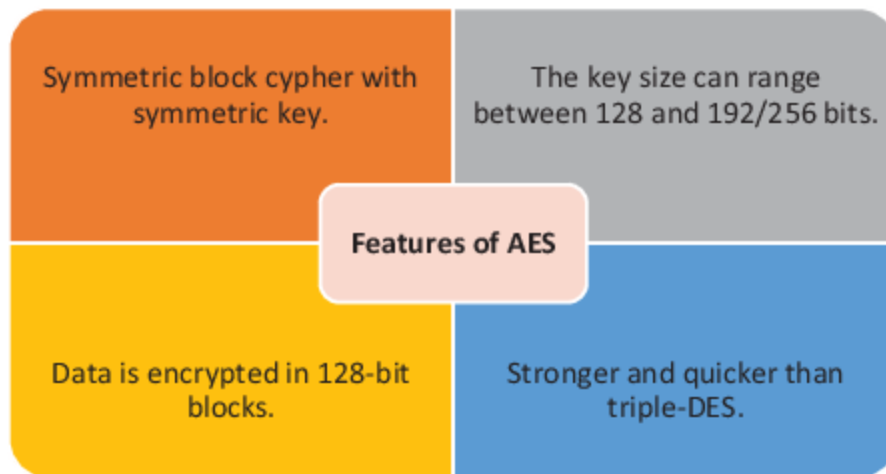 Symmetric block cypher with
symmetric key.
The key size can range
between 128 and 192/256 bits.
Features of AES
Data is encrypted in 128-bit
blocks.
Stronger and quicker than
triple-DES.